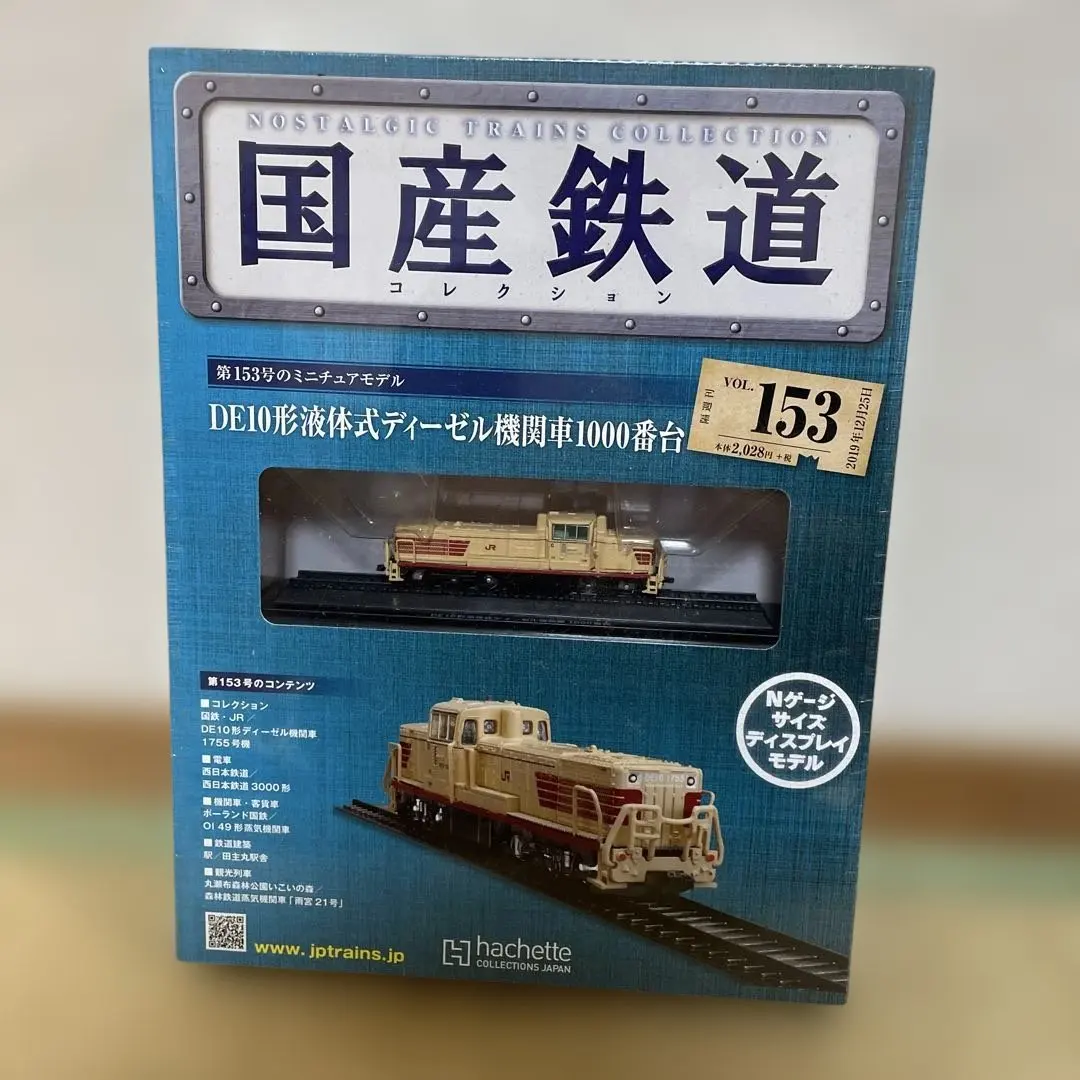 NOSTALGIC TRAINS COLLECTION
国産鉄道
コレクション
第153号のミニチュアモデル
DE10形液体式ディーゼル機関車1000番台
隔週刊
VOL. 153
本体2,028円+税
2019年12月25日
JR
第153号のコンテンツ
■コレクション
国鉄・JR/
DE10形ディーゼル機関車
1755号機
■電車
西日本鉄道/
西日本鉄道3000形
■機関車・客貨車
ポーランド国鉄/
Ol 49形蒸気機関車
■鉄道建築
駅/田主丸駅舎
■観光列車
丸瀬布森林公園いこいの森/
森林鉄道蒸気機関車「雨宮21号」
Nゲージ
サイズ
ディスプレイ
モデル
JR
DE10 1755
www.jptrains.jp
hachette
COLLECTIONS JAPAN